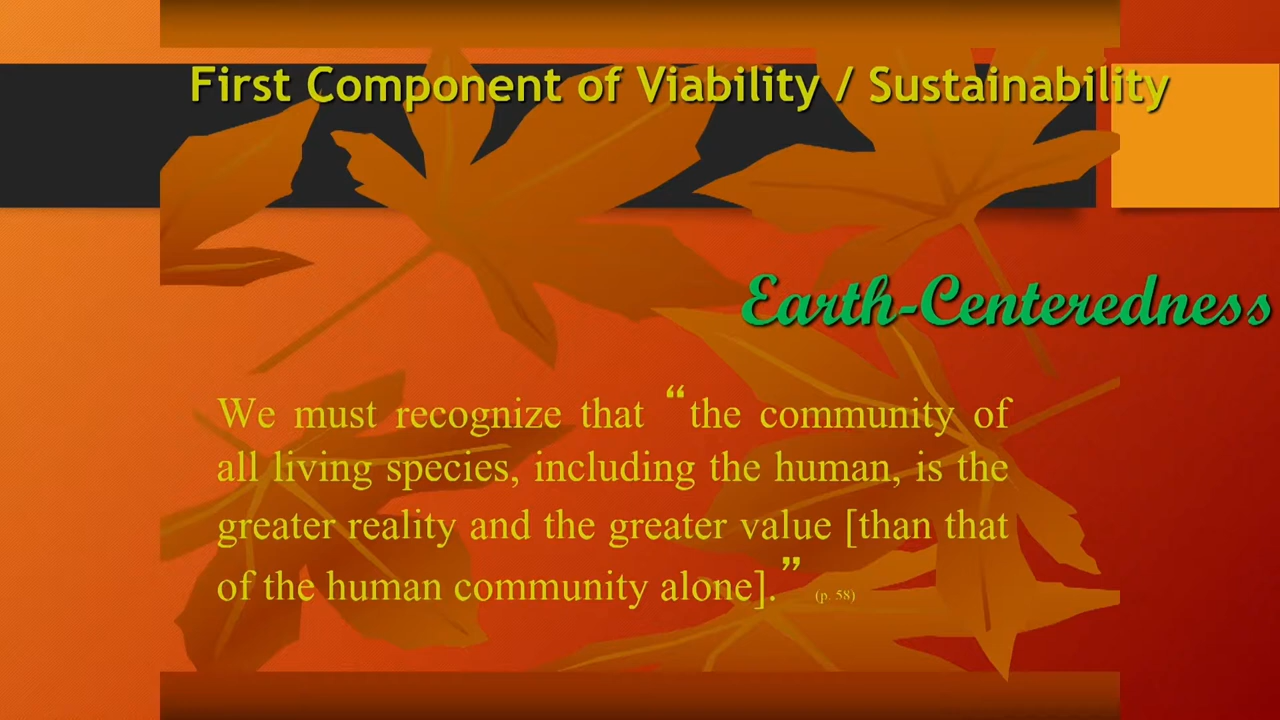 First Component of Viability / Sustainability
Earth-Centeredness
We must recognize that “the community of
all living species, including the human, is the
greater reality and the greater value [than that
of the human community alone].” (p. 58)